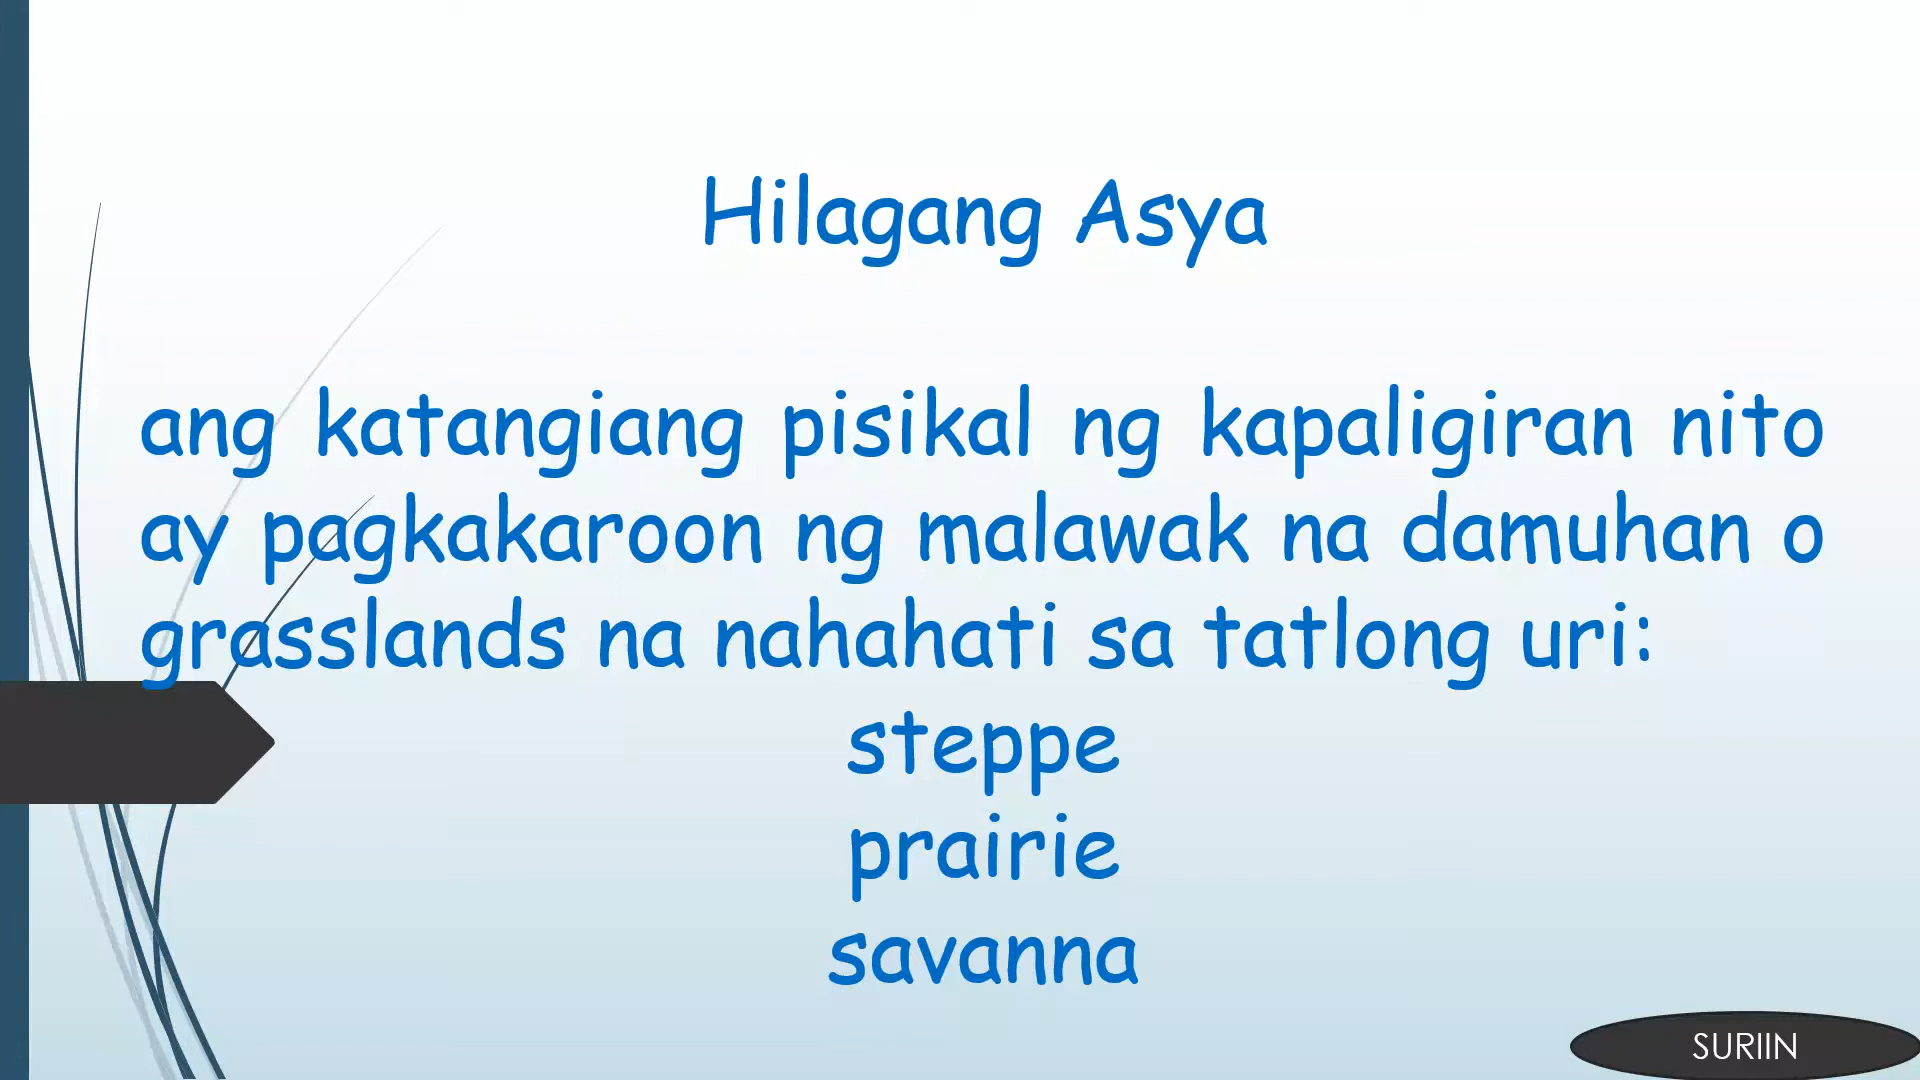 Hilagang Asya
ang katangiang pisikal ng kapaligiran nito
ay pagkakaroon ng malawak na damuhan o
grasslands na nahahati sa tatlong uri:
steppe
prairie
savanna
SURIIN